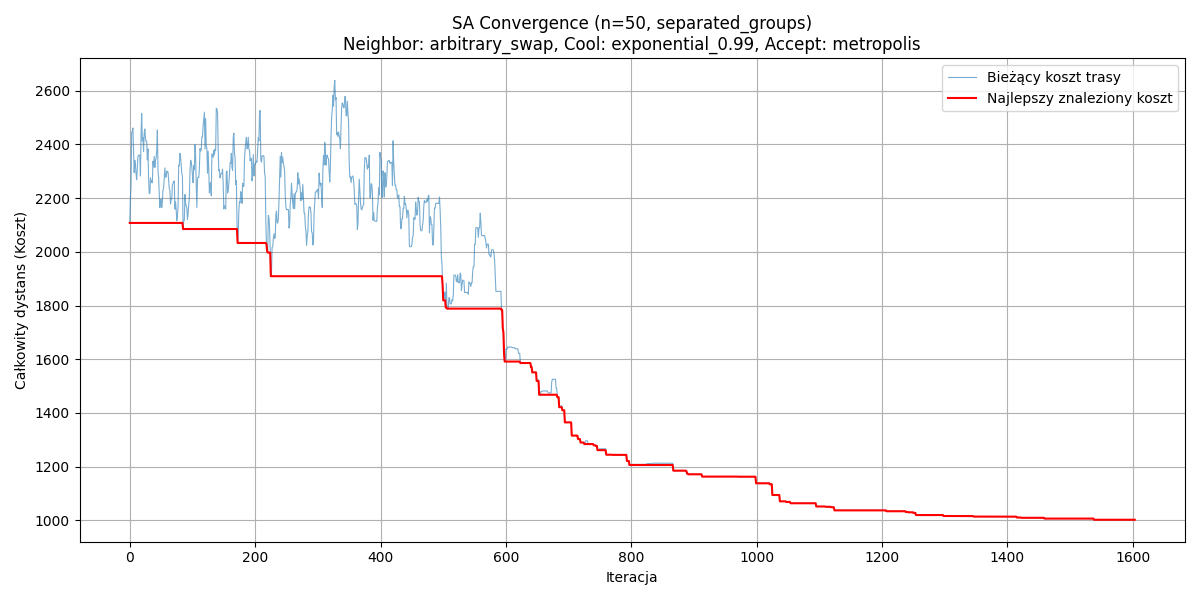 SA Convergence (n=50, separated_groups)
Neighbor: arbitrary_swap, Cool: exponential_0.99, Accept: metropolis
Bieżący koszt trasy
Najlepszy znaleziony koszt
Całkowity dystans (Koszt)
2600
2400
2200
2000
1800
1600
1400
1200
1000
0 200 400 600 800 1000 1200 1400 1600
Iteracja